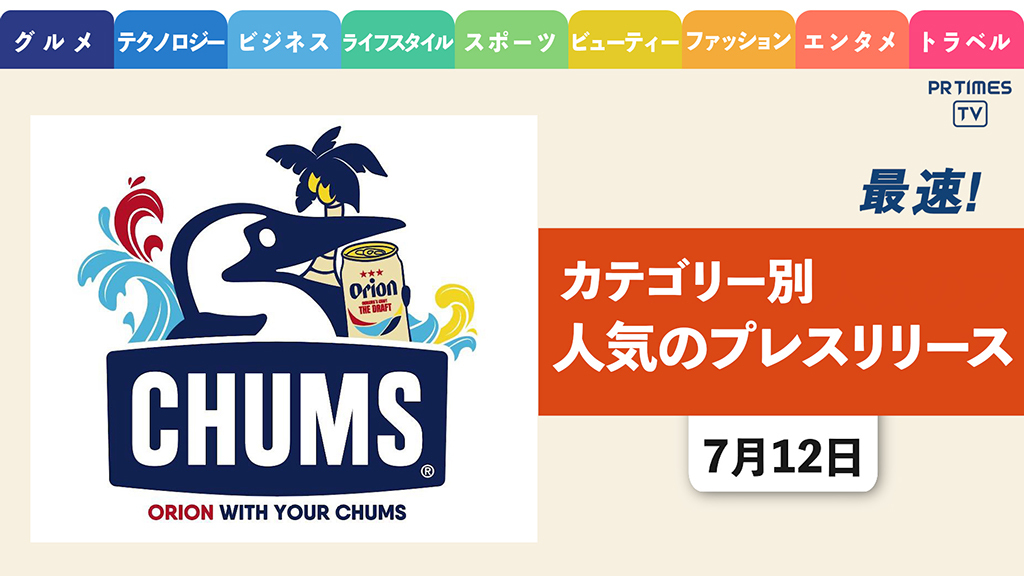 グルメ
テクノロジー
ビジネス
ライフスタイル
スポーツ
ビューティー
ファッション
エンタメ
トラベル
PR TIMES
TV
最速!
カテゴリー別
人気のプレスリリース
7月12日
Orion
THE DRAFT
CHUMS®
ORION WITH YOUR CHUMS